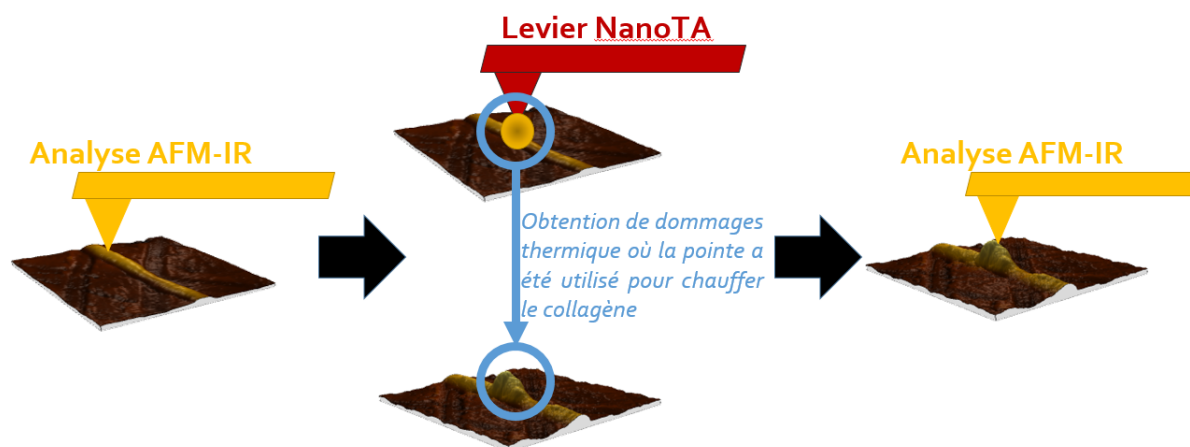 Levier NanoTA
Analyse AFM-IR
Analyse AFM-IR
Obtention de dommages
thermique où la pointe a
été utilisé pour chauffer
le collagène